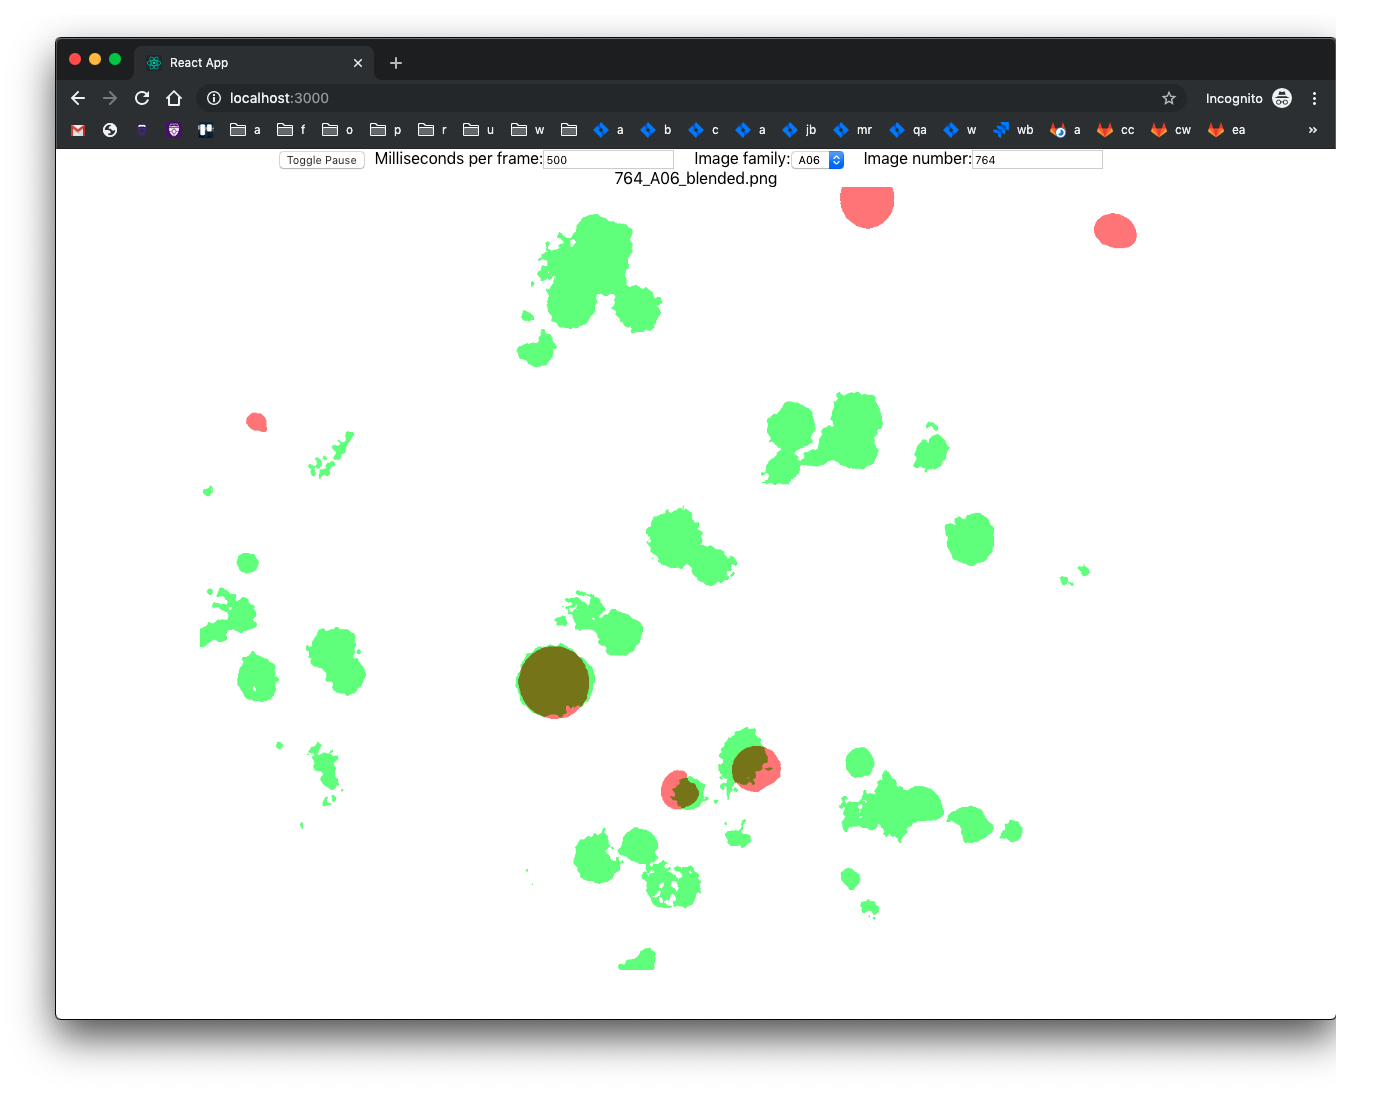 React App
localhost:3000
Incognito
a f o p r u w a b c a jb mr qa w wb a cc cw ea »
Toggle Pause Milliseconds per frame: 500 Image family: A06 Image number: 764
764_A06_blended.png